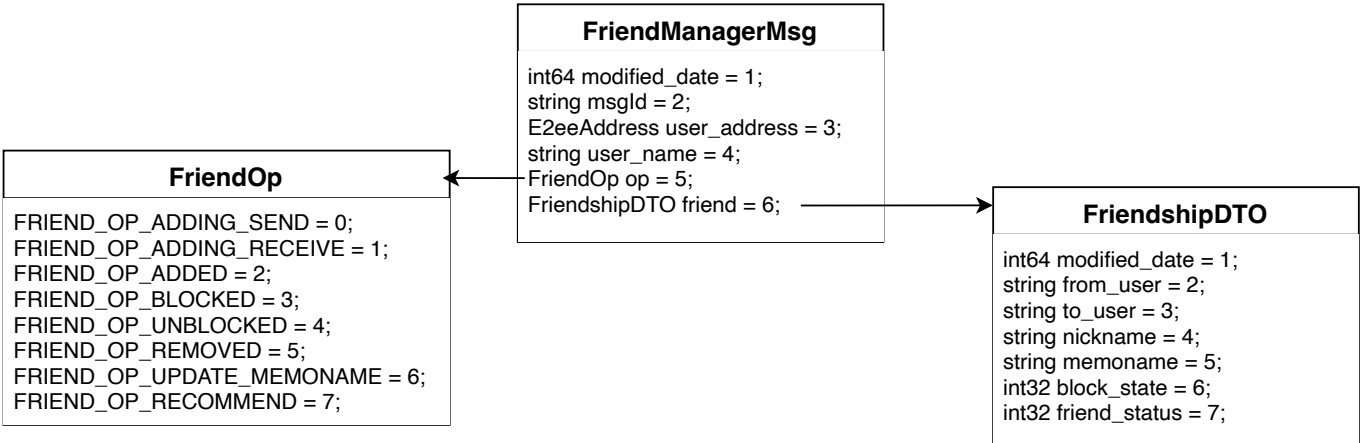 FriendManagerMsg
int64 modified_date = 1;
string msgId = 2;
E2eeAddress user_address = 3;
string user_name = 4;
FriendOp op = 5;
FriendshipDTO friend = 6;
FriendOp
FRIEND_OP_ADDING_SEND = 0;
FRIEND_OP_ADDING_RECEIVE = 1;
FRIEND_OP_ADDED = 2;
FRIEND_OP_BLOCKED = 3;
FRIEND_OP_UNBLOCKED = 4;
FRIEND_OP_REMOVED = 5;
FRIEND_OP_UPDATE_MEMONAME = 6;
FRIEND_OP_RECOMMEND = 7;
FriendshipDTO
int64 modified_date = 1;
string from_user = 2;
string to_user = 3;
string nickname = 4;
string memoname = 5;
int32 block_state = 6;
int32 friend_status = 7;